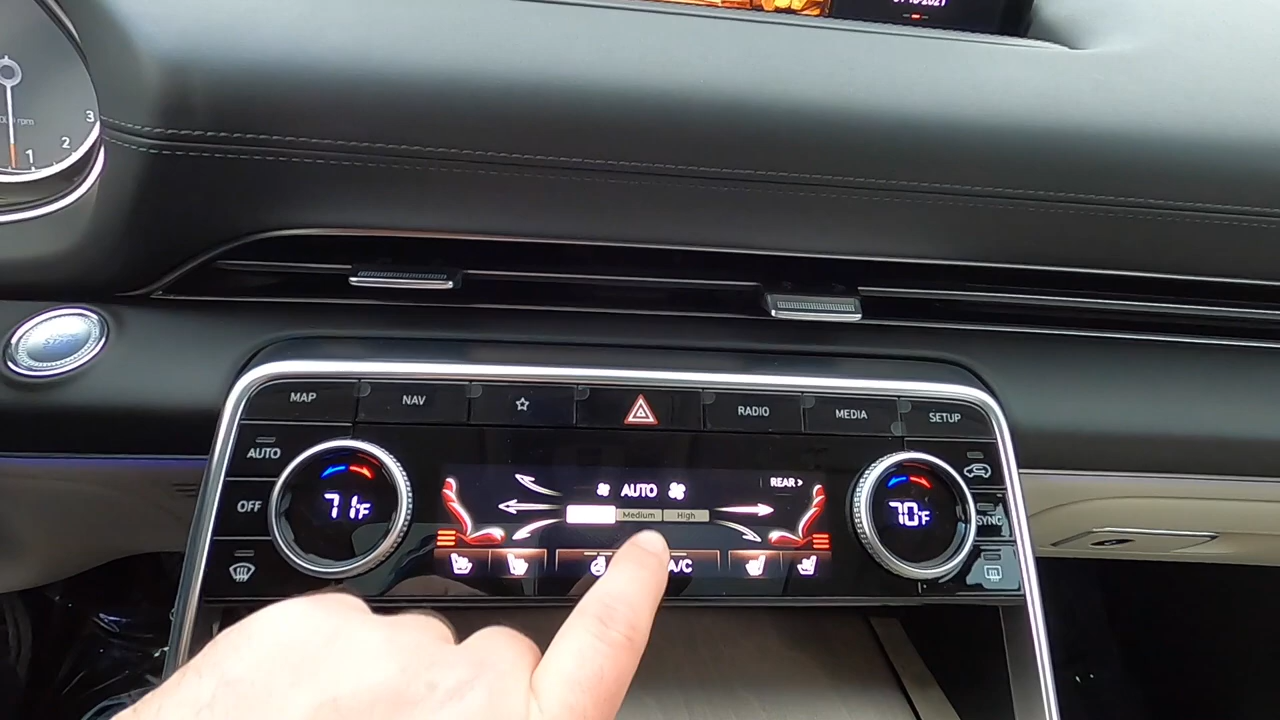 3
2
1
MAP
NAV
RADIO
MEDIA
SETUP
AUTO
OFF
71°F
AUTO
REAR >
Medium
High
A/C
70°F
SYNC